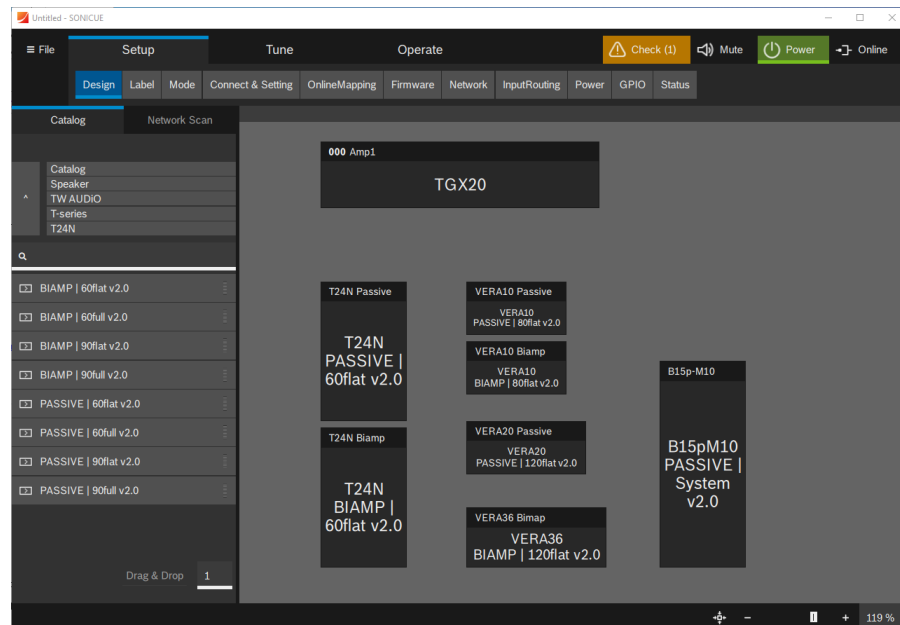 Untitled - SONICUE
≡ File
Setup
Tune
Operate
Check (1)
Mute
Power
Online
Design
Label
Mode
Connect & Setting
OnlineMapping
Firmware
Network
InputRouting
Power
GPIO
Status
Catalog
Network Scan
Catalog
Speaker
TW AUDiO
T-series
T24N
BIAMP | 60flat v2.0
BIAMP | 60full v2.0
BIAMP | 90flat v2.0
BIAMP | 90full v2.0
PASSIVE | 60flat v2.0
PASSIVE | 60full v2.0
PASSIVE | 90flat v2.0
PASSIVE | 90full v2.0
Drag & Drop
1
000 Amp1
TGX20
T24N Passive
T24N
PASSIVE |
60flat v2.0
T24N Biamp
T24N
BIAMP |
60flat v2.0
VERA10 Passive
VERA10
PASSIVE | 80flat v2.0
VERA10 Biamp
VERA10
BIAMP | 80flat v2.0
VERA20 Passive
VERA20
PASSIVE | 120flat v2.0
VERA36 Bimap
VERA36
BIAMP | 120flat v2.0
B15p-M10
B15pM10
PASSIVE |
System
v2.0
119 %